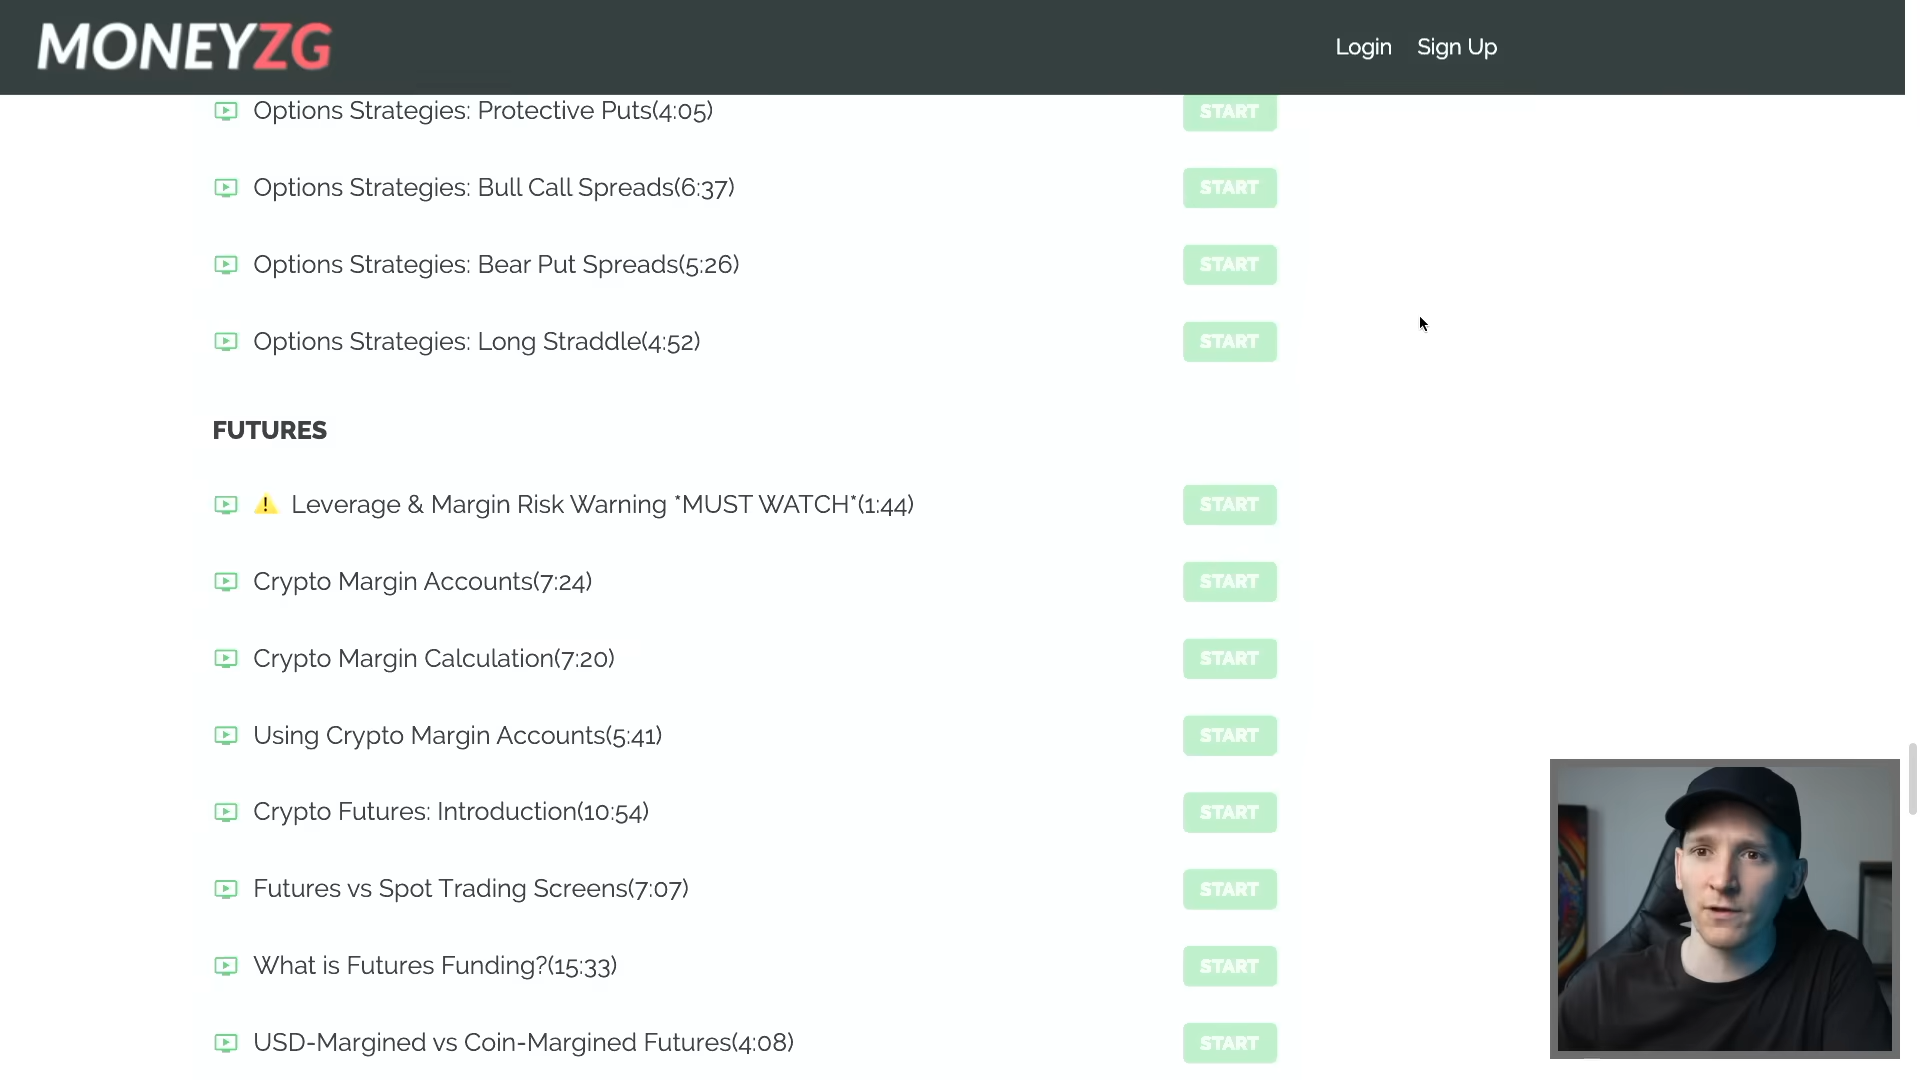 MONEYZG
Login Sign Up
Options Strategies: Protective Puts(4:05) START
Options Strategies: Bull Call Spreads(6:37) START
Options Strategies: Bear Put Spreads(5:26) START
Options Strategies: Long Straddle(4:52) START
FUTURES
⚠️ Leverage & Margin Risk Warning *MUST WATCH*(1:44) START
Crypto Margin Accounts(7:24) START
Crypto Margin Calculation(7:20) START
Using Crypto Margin Accounts(5:41) START
Crypto Futures: Introduction(10:54) START
Futures vs Spot Trading Screens(7:07) START
What is Futures Funding?(15:33) START
USD-Margined vs Coin-Margined Futures(4:08) START